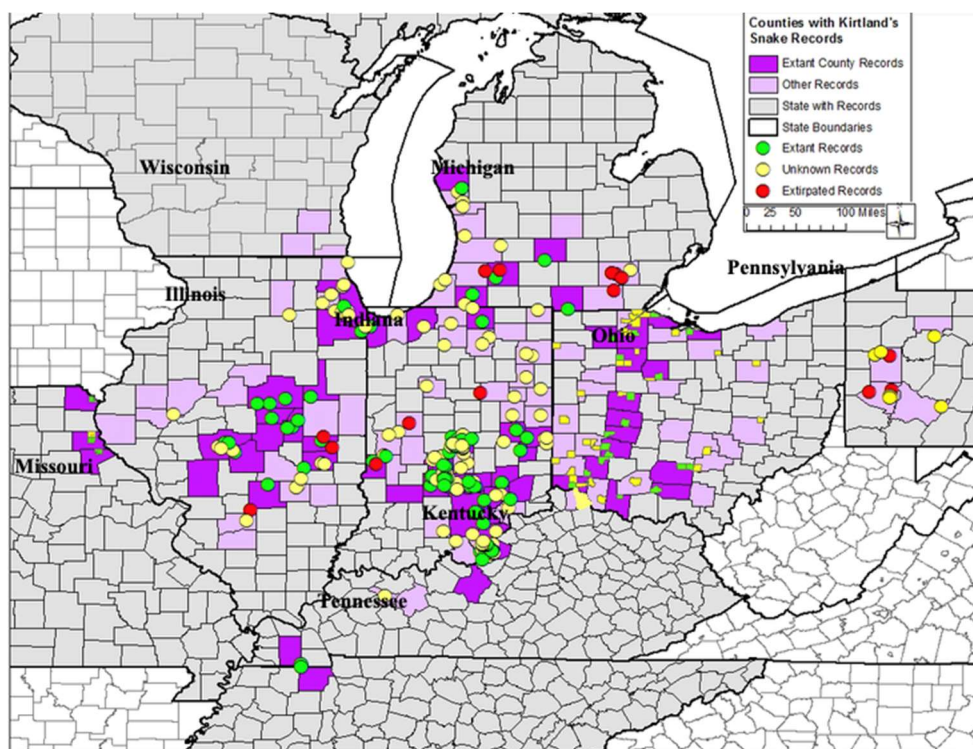 Counties with Kirtland's
Snake Records
Extant County Records
Other Records
State with Records
State Boundaries
Extant Records
Unknown Records
Extirpated Records
0 25 50 100 Miles
Wisconsin
Michigan
Pennsylvania
Illinois
Indiana
Ohio
Missouri
Kentucky
Tennessee